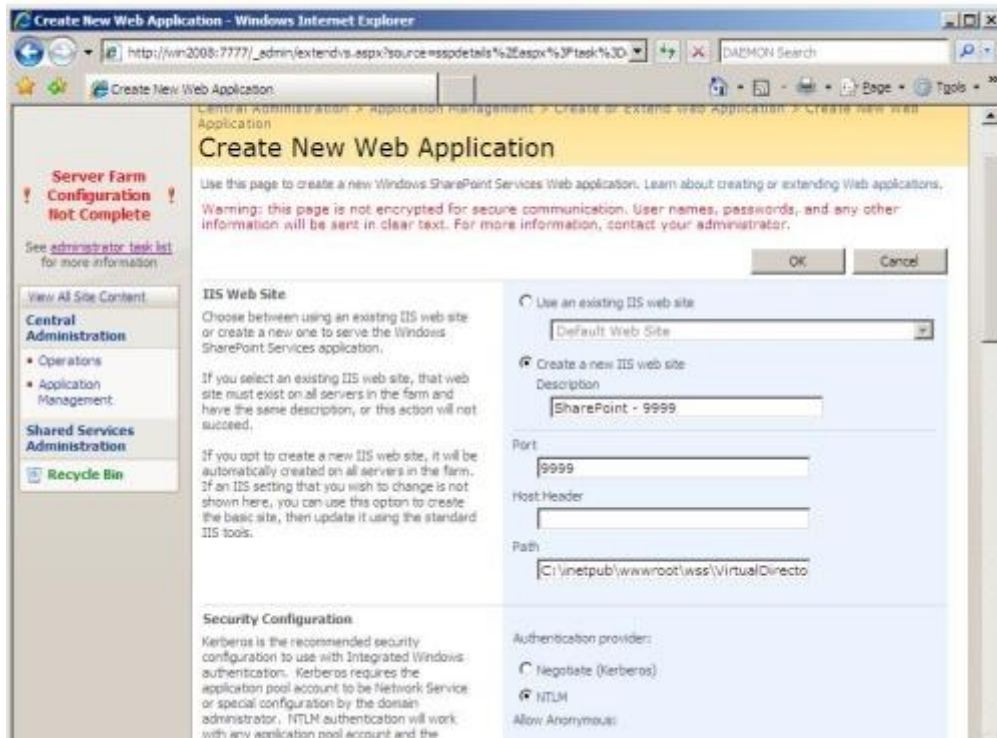 Create New Web Application - Windows Internet Explorer
http://win2008:7777/_admin/extendvs.aspx?source=sspdetails%2Easpx%3Ftask%3D
DAEMON Search
Create New Web Application
Page
Tools
Central Administration > Application Management > Create or Extend Web Application > Create New Web
Application
Create New Web Application
Server Farm
! Configuration !
Not Complete
See administrator task list
for more information
Use this page to create a new Windows SharePoint Services Web application. Learn about creating or extending Web applications.
Warning: this page is not encrypted for secure communication. User names, passwords, and any other
information will be sent in clear text. For more information, contact your administrator.
OK
Cancel
View All Site Content
Central
Administration
Operations
Application
Management
Shared Services
Administration
Recycle Bin
IIS Web Site
Choose between using an existing IIS web site
or create a new one to serve the Windows
SharePoint Services application.
If you select an existing IIS web site, that web
site must exist on all servers in the farm and
have the same description, or this action will not
succeed.
If you opt to create a new IIS web site, it will be
automatically created on all servers in the farm.
If an IIS setting that you wish to change is not
shown here, you can use this option to create
the basic site, then update it using the standard
IIS tools.
Use an existing IIS web site
Default Web Site
Create a new IIS web site
Description
SharePoint - 9999
Port
9999
Host Header
Path
C:\inetpub\wwwroot\wss\VirtualDirecto
Security Configuration
Kerberos is the recommended security
configuration to use with Integrated Windows
authentication. Kerberos requires the
application pool account to be Network Service
or special configuration by the domain
administrator. NTLM authentication will work
with any application pool account and the
Authentication provider:
Negotiate (Kerberos)
NTLM
Allow Anonymous: